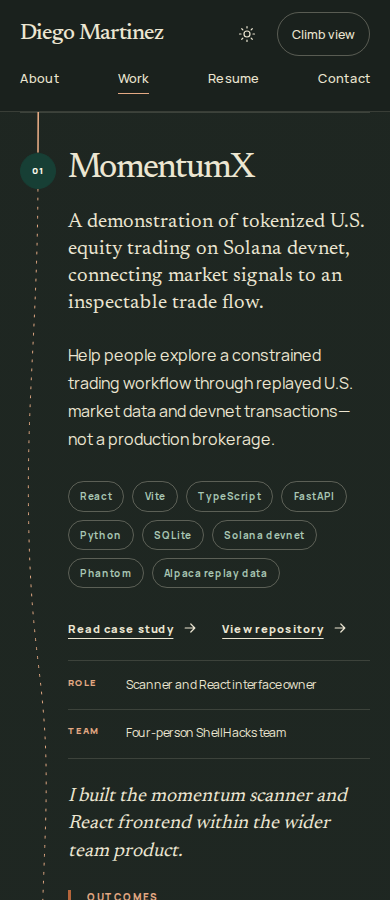 Diego Martinez
Climb view
About
Work
Resume
Contact
01
MomentumX
A demonstration of tokenized U.S.
equity trading on Solana devnet,
connecting market signals to an
inspectable trade flow.
Help people explore a constrained
trading workflow through replayed U.S.
market data and devnet transactions—
not a production brokerage.
React
Vite
TypeScript
FastAPI
Python
SQLite
Solana devnet
Phantom
Alpaca replay data
Read case study →
View repository →
ROLE
Scanner and React interface owner
TEAM
Four-person ShellHacks team
I built the momentum scanner and
React frontend within the wider
team product.
OUTCOMES